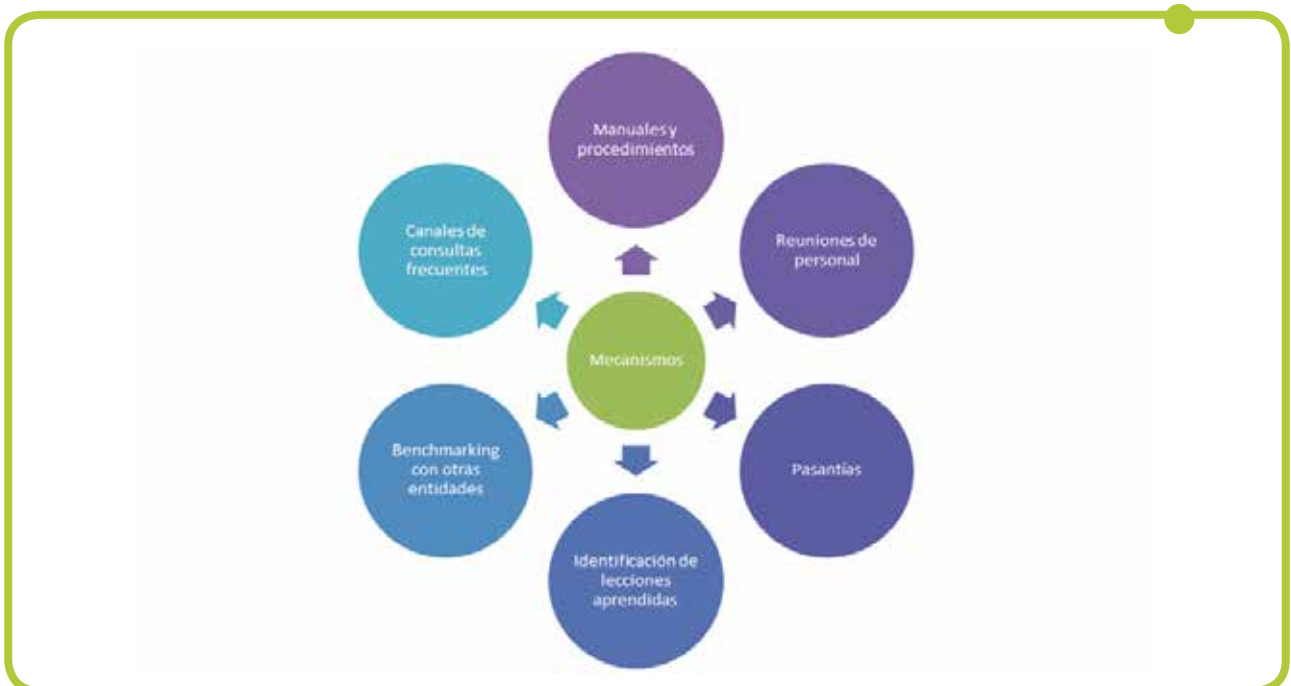 Manuales y
procedimientos
Reuniones de
personal
Pasantías
Identificación de
lecciones
aprendidas
Benchmarking
con otras
entidades
Canales de
consultas
frecuentes
Mecanismos